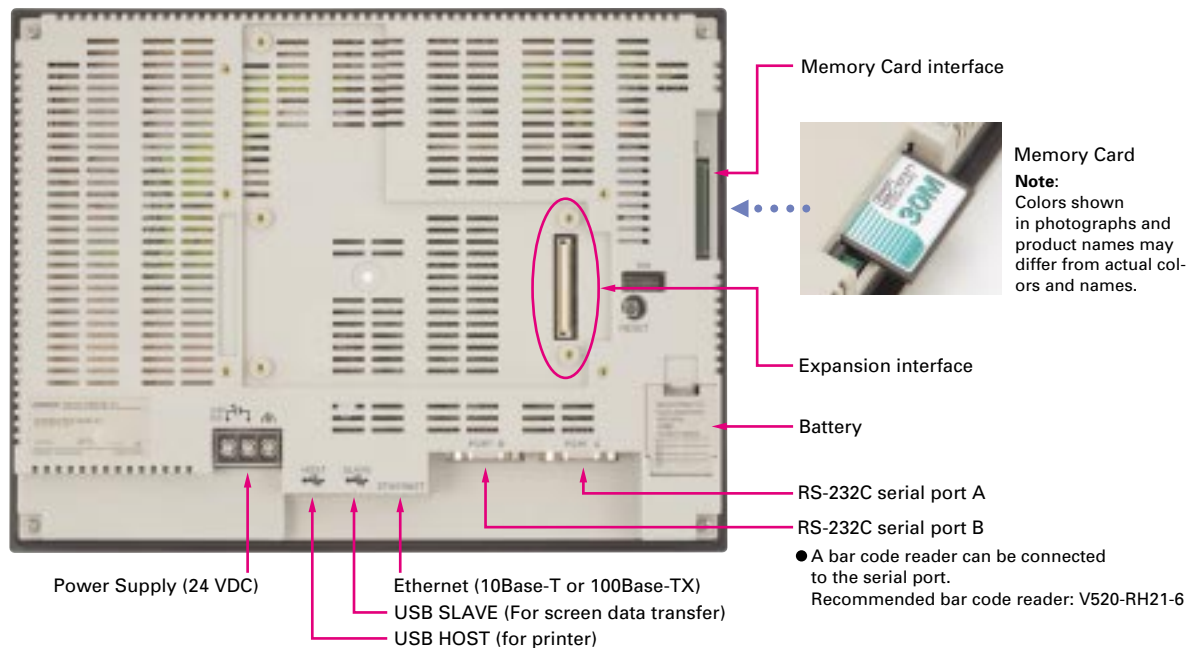 Memory Card interface
Memory Card
Note:
Colors shown
in photographs and
product names may
differ from actual col-
ors and names.
30M
Expansion interface
RESET
Battery
PORT B
PORT A
HOST
SLAVE
ETHERNET
RS-232C serial port A
RS-232C serial port B
● A bar code reader can be connected
to the serial port.
Recommended bar code reader: V520-RH21-6
Power Supply (24 VDC)
Ethernet (10Base-T or 100Base-TX)
USB SLAVE (For screen data transfer)
USB HOST (for printer)